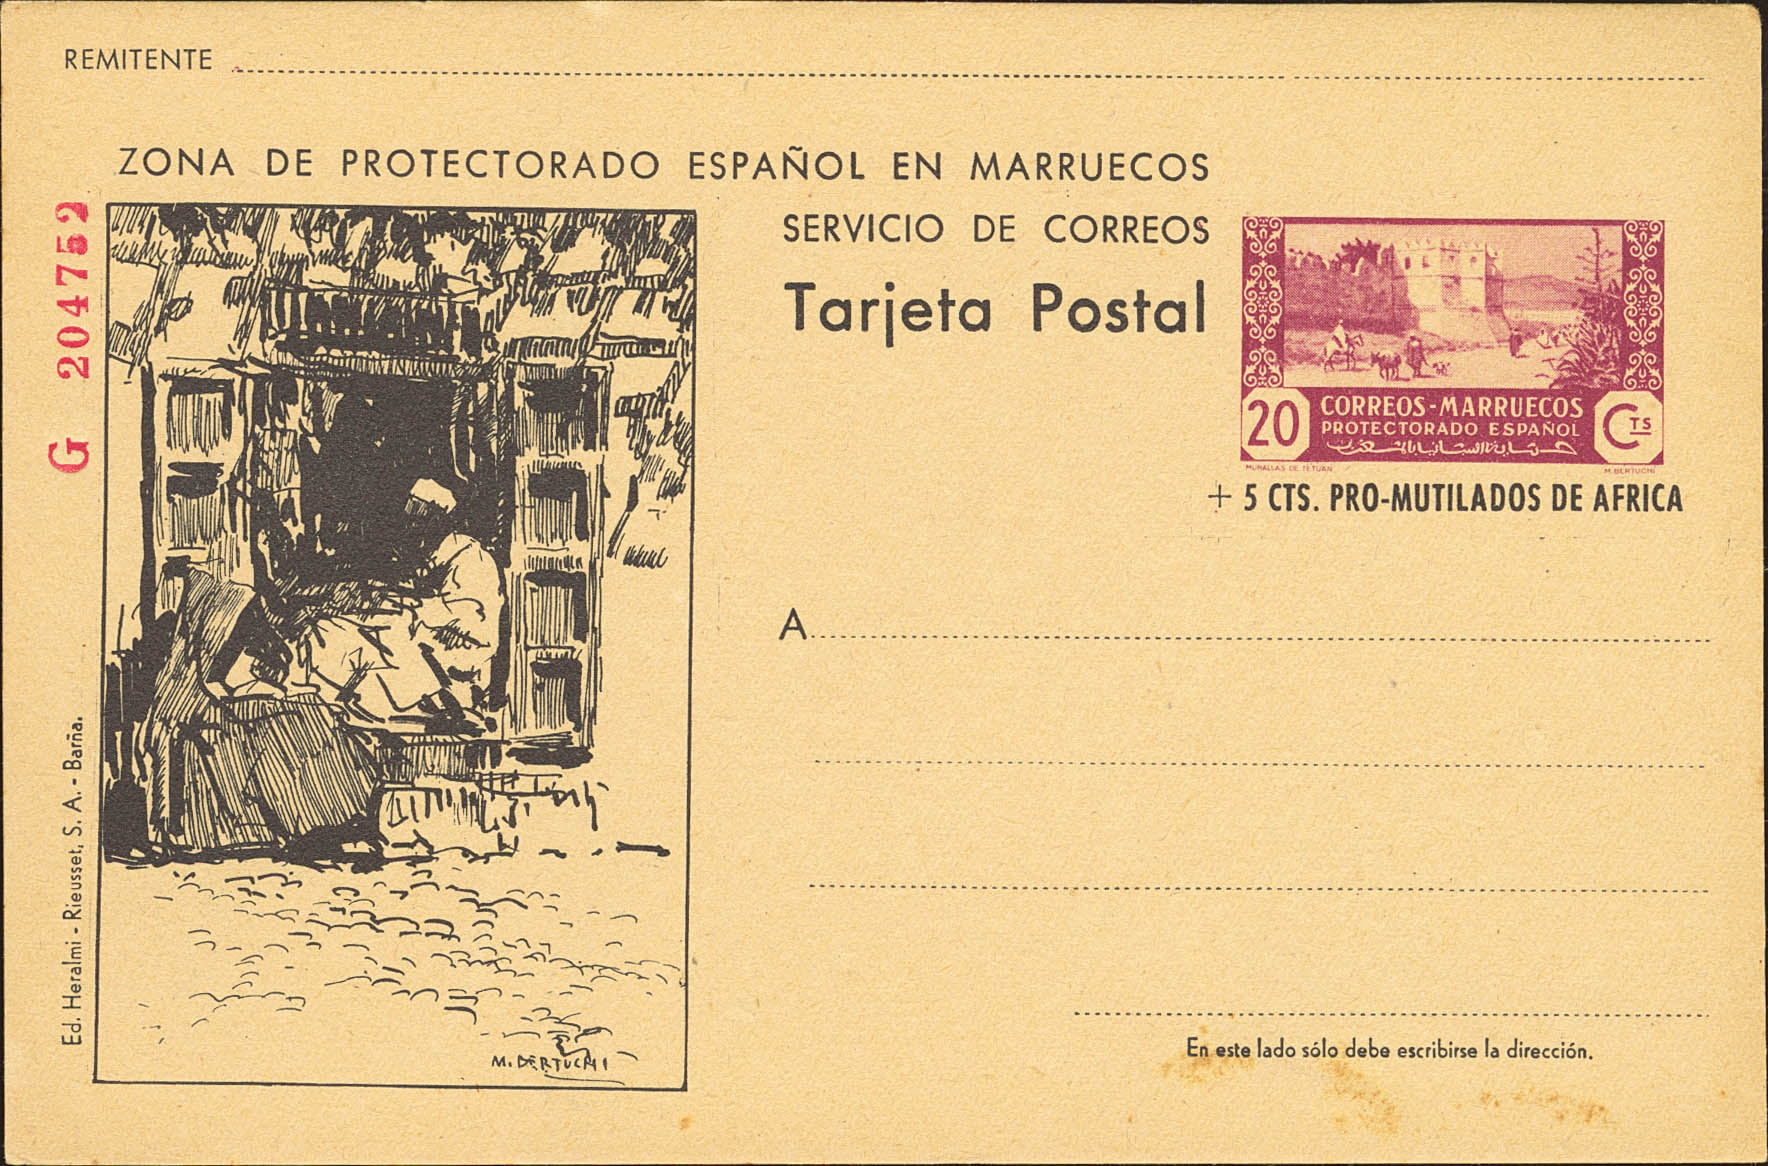 REMITENTE
ZONA DE PROTECTORADO ESPAÑOL EN MARRUECOS
SERVICIO DE CORREOS
Tarjeta Postal
G 204752
20
CORREOS-MARRUECOS
PROTECTORADO ESPAÑOL
CTS
MURALLAS DE TETUAN
M. BERTUCHI
+ 5 CTS. PRO-MUTILADOS DE AFRICA
A
Ed. Heralmi - Rieusset, S. A. - Barña.
M. BERTUCHI
En este lado sólo debe escribirse la dirección.